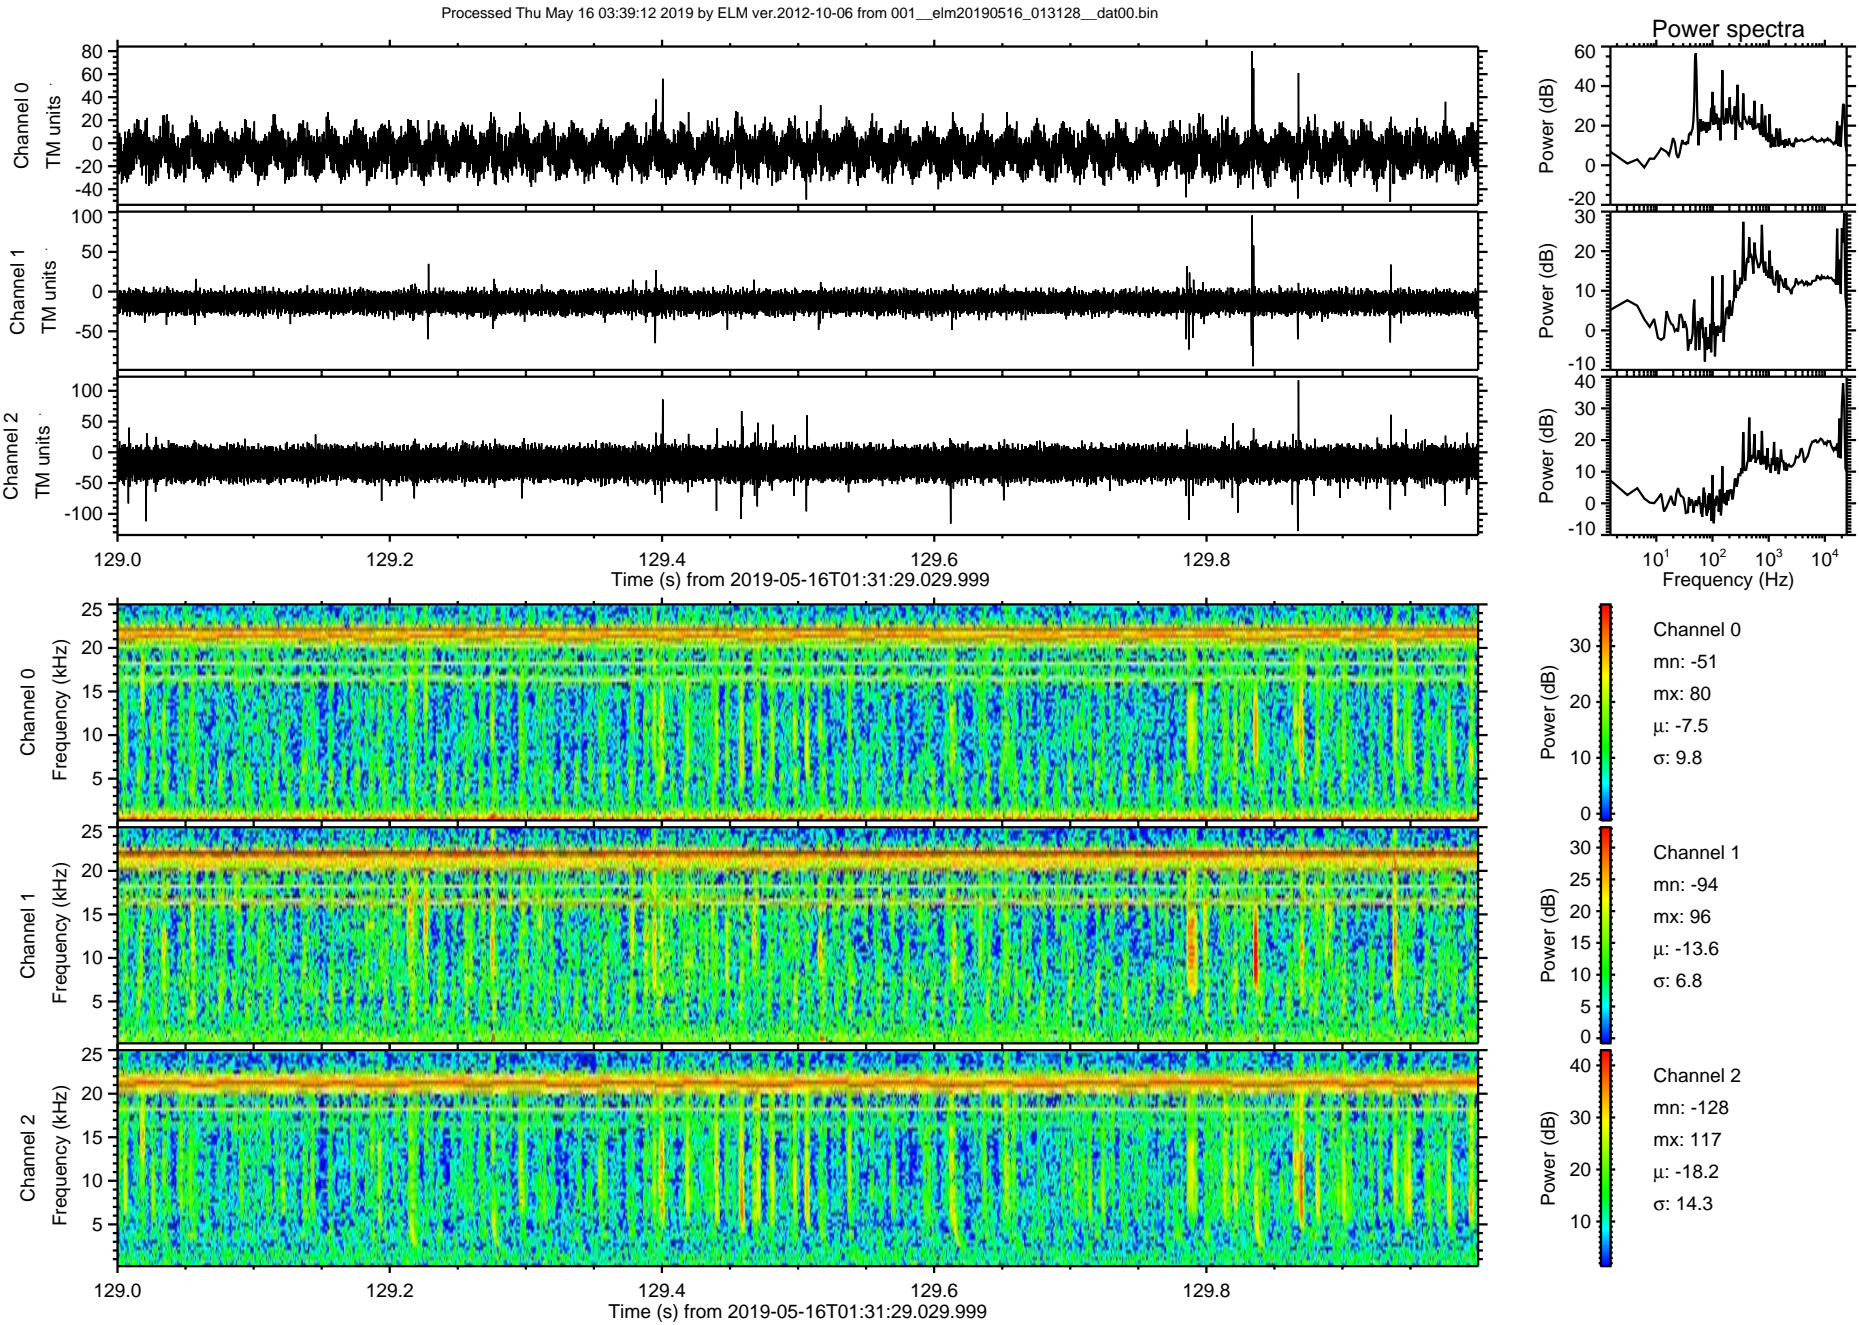 Processed Thu May 16 03:39:12 2019 by ELM ver.2012-10-06 from 001__elm20190516_013128__dat00.bin
Power spectra
Channel 0
TM units
80
60
40
20
0
-20
-40
Power (dB)
60
40
20
0
-20
Channel 1
TM units
100
50
0
-50
Power (dB)
30
20
10
0
-10
Channel 2
TM units
100
50
0
-50
-100
Power (dB)
40
30
20
10
0
-10
129.0 129.2 129.4 129.6 129.8
Time (s) from 2019-05-16T01:31:29.029.999
10¹ 10² 10³ 10⁴
Frequency (Hz)
Channel 0
Frequency (kHz)
25
20
15
10
5
Power (dB)
30
20
10
0
Channel 0
mn: -51
mx: 80
μ: -7.5
σ: 9.8
Channel 1
Frequency (kHz)
25
20
15
10
5
Power (dB)
30
25
20
15
10
5
0
Channel 1
mn: -94
mx: 96
μ: -13.6
σ: 6.8
Channel 2
Frequency (kHz)
25
20
15
10
5
Power (dB)
40
30
20
10
Channel 2
mn: -128
mx: 117
μ: -18.2
σ: 14.3
129.0 129.2 129.4 129.6 129.8
Time (s) from 2019-05-16T01:31:29.029.999